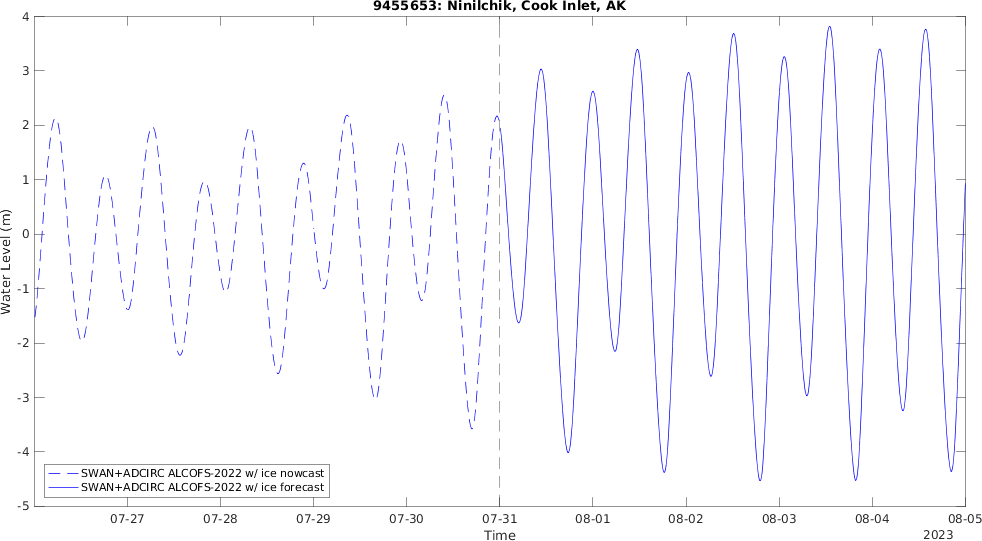 9455653: Ninilchik, Cook Inlet, AK
4
3
2
1
0
-1
-2
-3
-4
-5
Water Level (m)
SWAN+ADCIRC ALCOFS-2022 w/ ice nowcast
SWAN+ADCIRC ALCOFS-2022 w/ ice forecast
07-27 07-28 07-29 07-30 07-31 08-01 08-02 08-03 08-04 08-05
Time
2023